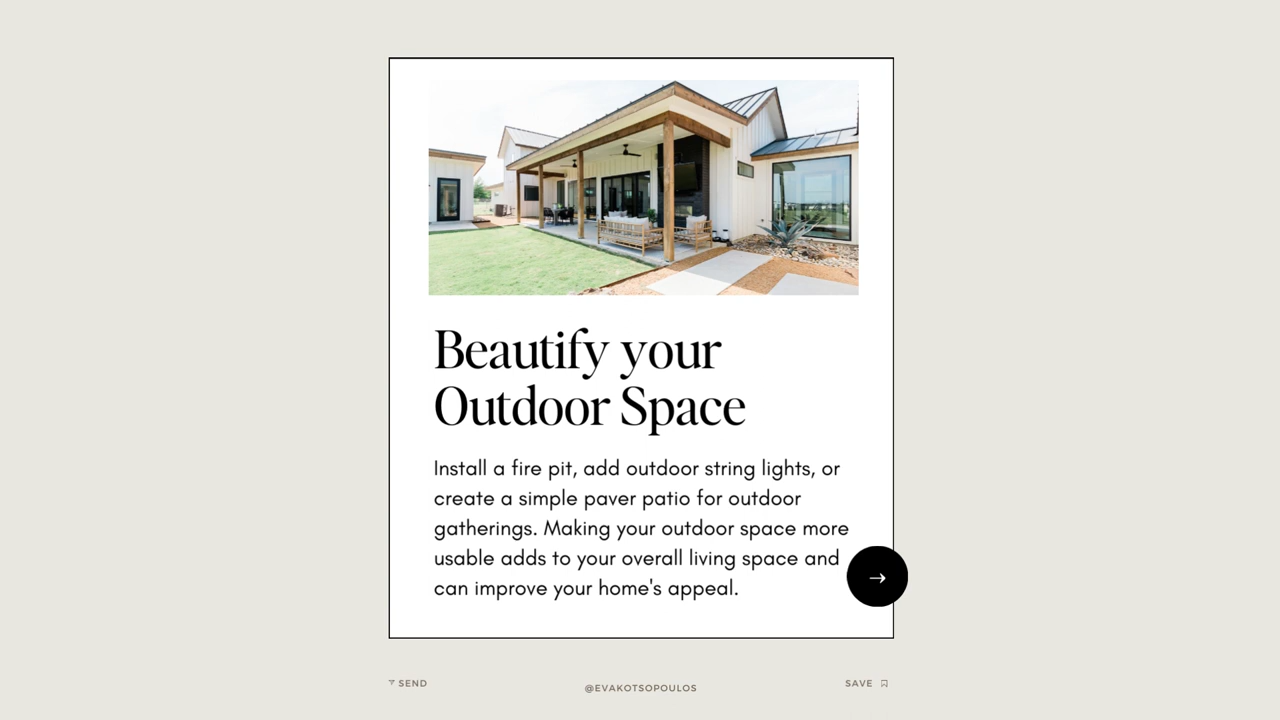 Beautify your
Outdoor Space
Install a fire pit, add outdoor string lights, or
create a simple paver patio for outdoor
gatherings. Making your outdoor space more
usable adds to your overall living space and
can improve your home's appeal.
SEND
@EVAKOTSOPOULOS
SAVE